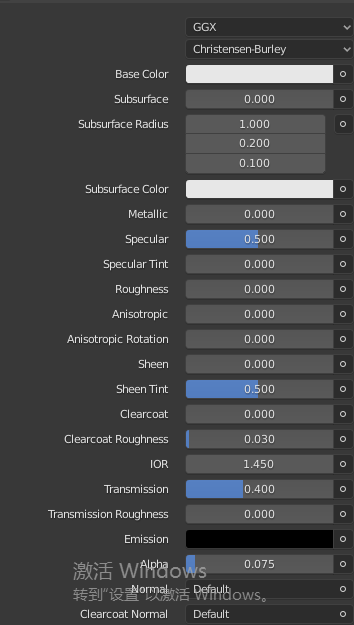 GGX
Christensen-Burley
Base Color
Subsurface 0.000
Subsurface Radius 1.000
0.200
0.100
Subsurface Color
Metallic 0.000
Specular 0.500
Specular Tint 0.000
Roughness 0.000
Anisotropic 0.000
Anisotropic Rotation 0.000
Sheen 0.000
Sheen Tint 0.500
Clearcoat 0.000
Clearcoat Roughness 0.030
IOR 1.450
Transmission 0.400
Transmission Roughness 0.000
Emission
Alpha 0.075
激活 Windows
Normal Default
转到"设置"以激活 Windows。
Clearcoat Normal Default